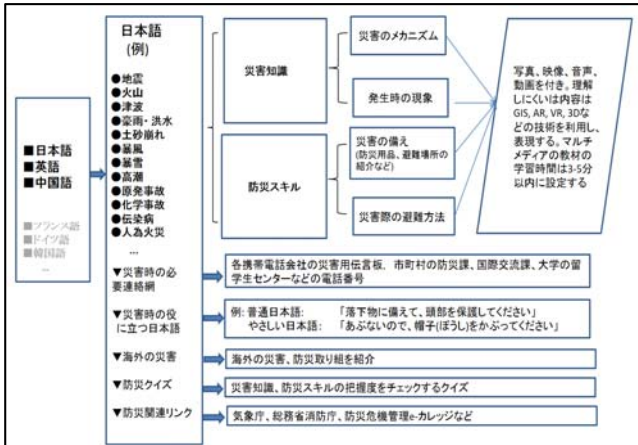 ■日本語
■英語
■中国語
■フランス語
■ドイツ語
■韓国語
...
日本語
(例)
●地震
●火山
●津波
●豪雨・洪水
●土砂崩れ
●暴風
●暴雪
●高潮
●原発事故
●化学事故
●伝染病
●人為火災
...
▼災害時の必
要連絡網
▼災害時の役
に立つ日本語
▼海外の災害
▼防災クイズ
▼防災関連リンク
災害知識
防災スキル
災害のメカニズム
発生時の現象
災害の備え
(防災用品、避難場所の
紹介など)
災害際の避難方法
写真、映像、音声、
動画を付き。理解
しにくいは内容は
GIS, AR, VR, 3Dな
どの技術を利用し、
表現する。マルチ
メディアの教材の
学習時間は3-5分
以内に設定する
各携帯電話会社の災害用伝言板、市町村の防災課、国際交流課、大学の留
学生センターなどの電話番号
例: 普通日本語: 「落下物に備えて、頭部を保護してください」
やさしい日本語: 「あぶないので、帽子(ぼうし)をかぶってください」
海外の災害、防災取り組を紹介
災害知識、防災スキルの把握度をチェックするクイズ
気象庁、総務省消防庁、防災危機管理e-カレッジなど